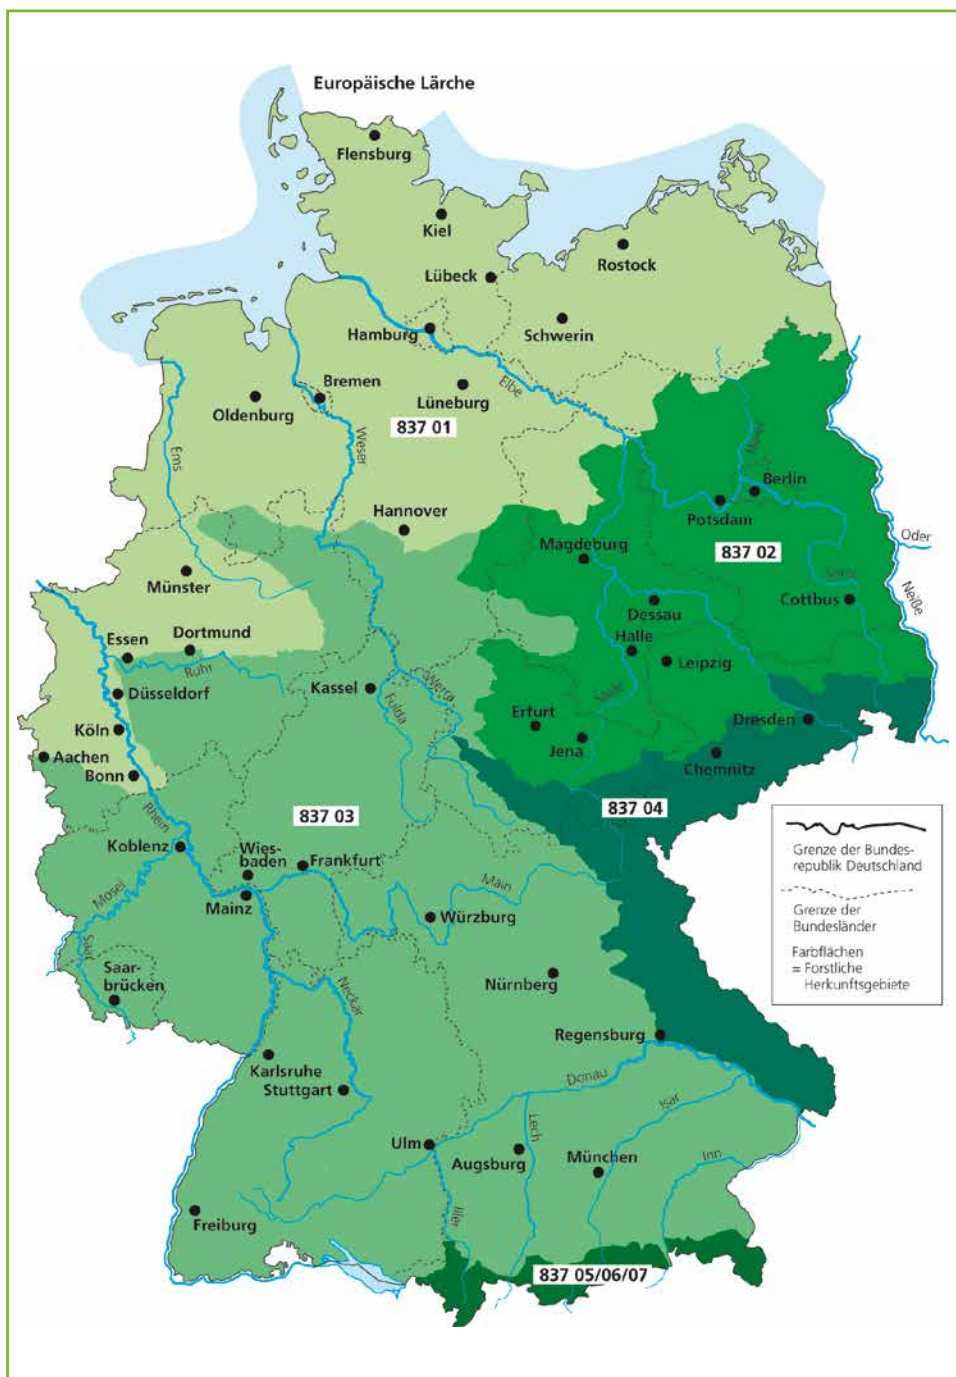 Europäische Lärche
Flensburg
Kiel
Rostock
Lübeck
Hamburg
Schwerin
Elbe
Bremen
Oldenburg
Lüneburg
837 01
Ems
Weser
Havel
Berlin
Hannover
Potsdam
Magdeburg
837 02
Oder
Münster
Spree
Neiße
Dessau
Cottbus
Essen
Dortmund
Halle
Ruhr
Leipzig
Düsseldorf
Kassel
Werra
Fulda
Saale
Köln
Erfurt
Dresden
Jena
Aachen
Chemnitz
Bonn
Rhein
837 03
837 04
Koblenz
Wies-
baden
Frankfurt
Mosel
Main
Mainz
Würzburg
Saar
Saar-
brücken
Nürnberg
Neckar
Regensburg
Karlsruhe
Stuttgart
Donau
Isar
Lech
Ulm
Augsburg
München
Inn
Freiburg
Iller
837 05/06/07
Grenze der Bundes-
republik Deutschland
Grenze der
Bundesländer
Farbflächen
= Forstliche
Herkunftsgebiete